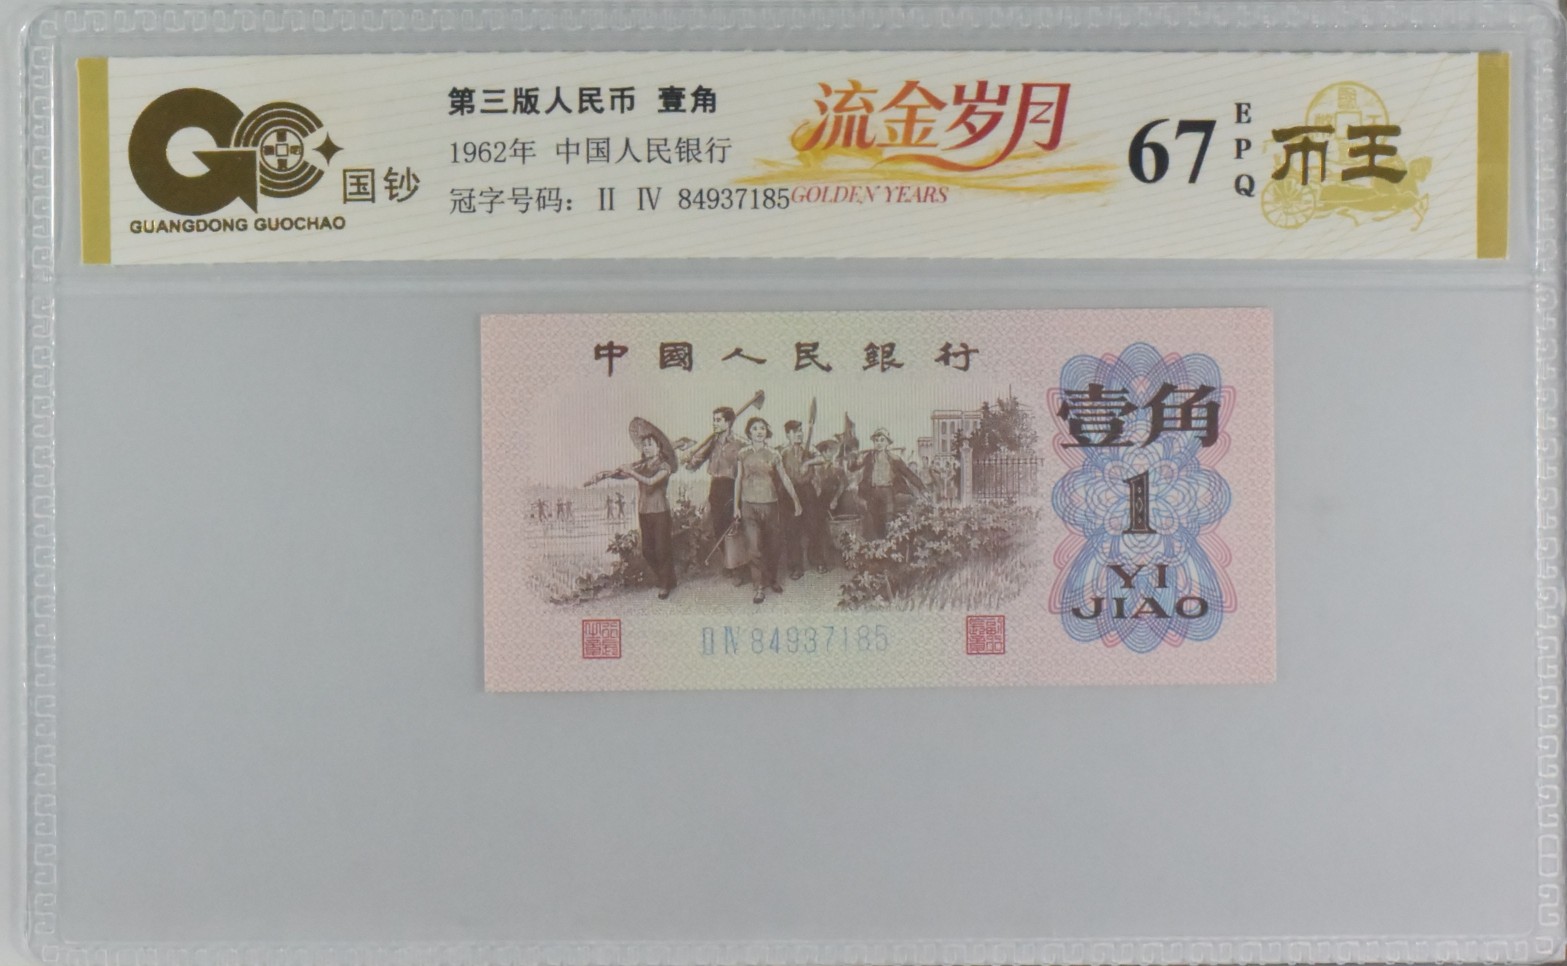 国钞
GUANGDONG GUOCHAO
第三版人民币 壹角
1962年 中国人民银行
冠字号码: II IV 84937185
流金岁月
GOLDEN YEARS
67
EPQ
币王
中國人民銀行
壹角
1
YI
JIAO
II IV 84937185